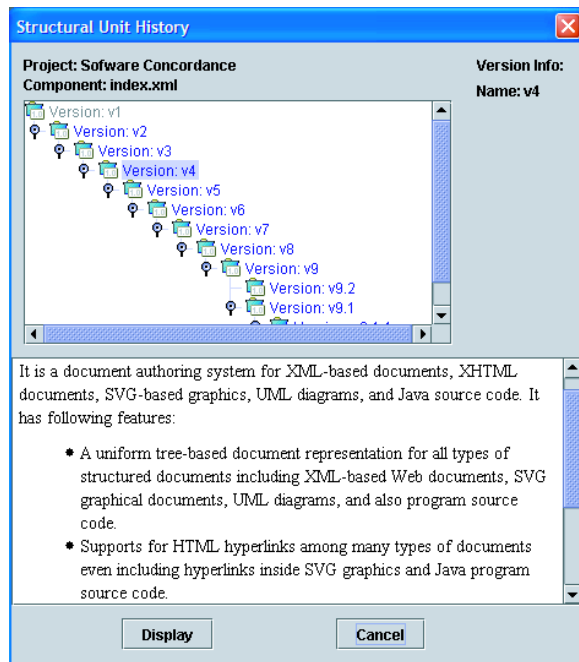 Structural Unit History
Project: Sofware Concordance
Version Info:
Component: index.xml
Name: v4
Version: v1
Version: v2
Version: v3
Version: v4
Version: v5
Version: v6
Version: v7
Version: v8
Version: v9
Version: v9.2
Version: v9.1
It is a document authoring system for XML-based documents, XHTML
documents, SVG-based graphics, UML diagrams, and Java source code. It
has following features:
• A uniform tree-based document representation for all types of
structured documents including XML-based Web documents, SVG
graphical documents, UML diagrams, and also program source
code.
• Supports for HTML hyperlinks among many types of documents
even including hyperlinks inside SVG graphics and Java program
source code.
Display
Cancel